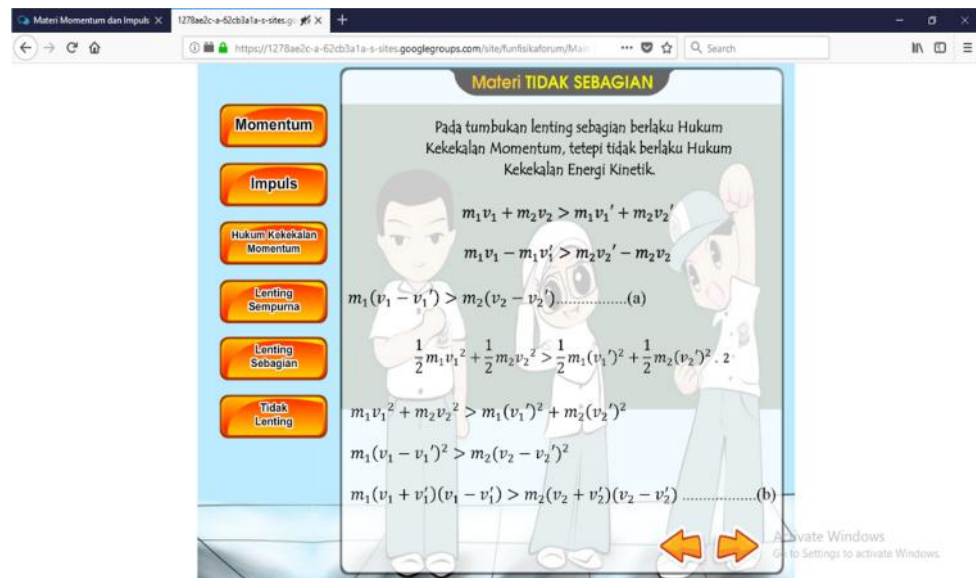 Materi Momentum dan Impuls
1278ae2c-a-62cb3a1a-s-sites.go
https://1278ae2c-a-62cb3a1a-s-sites.googlegroups.com/site/funfisikaforum/Main
Search
Materi TIDAK SEBAGIAN
Momentum
Impuls
Hukum Kekekalan
Momentum
Lenting
Sempurna
Lenting
Sebagian
Tidak
Lenting
Pada tumbukan lenting sebagian berlaku Hukum
Kekekalan Momentum, tetepi tidak berlaku Hukum
Kekekalan Energi Kinetik.
m₁v₁ + m₂v₂ > m₁v₁' + m₂v₂'
m₁v₁ − m₁v₁' > m₂v₂' − m₂v₂
m₁(v₁ − v₁') > m₂(v₂ − v₂')................(a)
½m₁v₁² + ½m₂v₂² > ½m₁(v₁')² + ½m₂(v₂')² . 2
m₁v₁² + m₂v₂² > m₁(v₁')² + m₂(v₂')²
m₁(v₁ − v₁')² > m₂(v₂ − v₂')²
m₁(v₁ + v₁')(v₁ − v₁') > m₂(v₂ + v₂')(v₂ − v₂') ..................(b)
Activate Windows
Go to Settings to activate Windows.